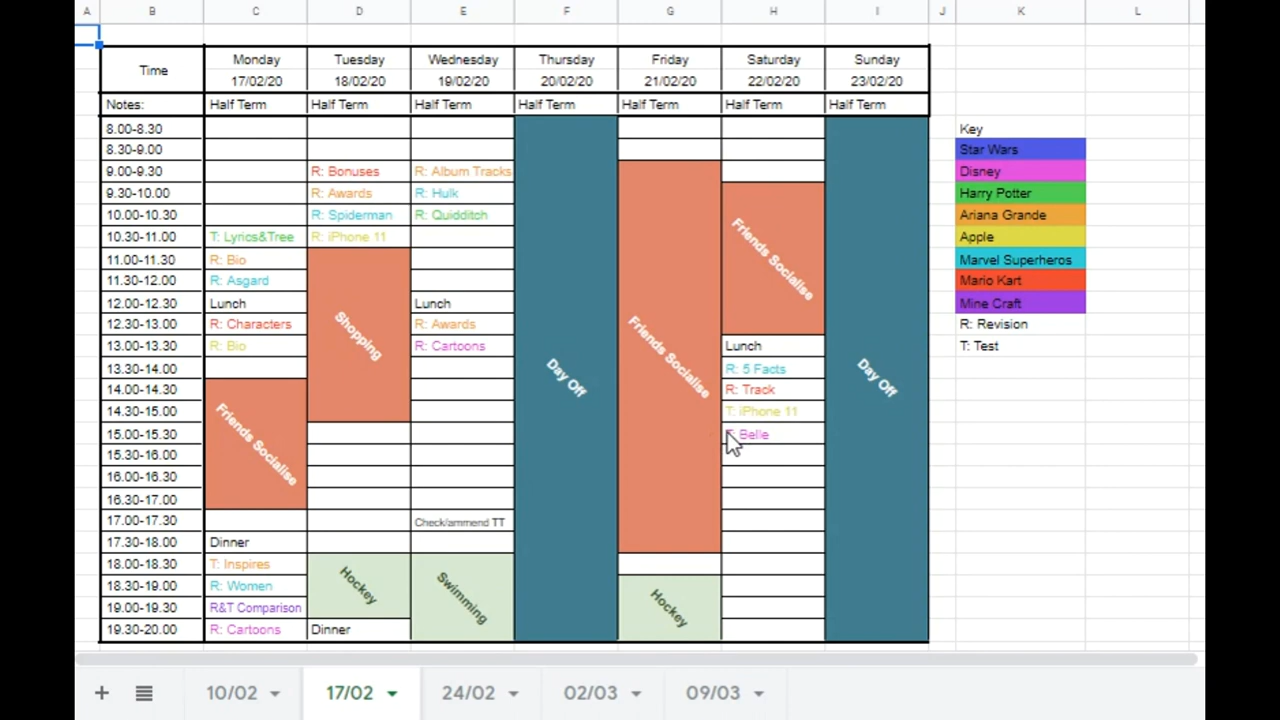 A B C D E F G H I J K L
Time Monday Tuesday Wednesday Thursday Friday Saturday Sunday
17/02/20 18/02/20 19/02/20 20/02/20 21/02/20 22/02/20 23/02/20
Notes: Half Term Half Term Half Term Half Term Half Term Half Term Half Term
8.00-8.30 Key
8.30-9.00 Star Wars
9.00-9.30 R: Bonuses R: Album Tracks Disney
9.30-10.00 R: Awards R: Hulk Harry Potter
10.00-10.30 R: Spiderman R: Quidditch Ariana Grande
10.30-11.00 T: Lyrics&Tree R: iPhone 11 Apple
11.00-11.30 R: Bio Friends Socialise Marvel Superheros
11.30-12.00 R: Asgard Mario Kart
12.00-12.30 Lunch Lunch Mine Craft
12.30-13.00 R: Characters Shopping R: Awards Friends Socialise R: Revision
13.00-13.30 R: Bio R: Cartoons Lunch T: Test
13.30-14.00 Day Off R: 5 Facts Day Off
14.00-14.30 R: Track
14.30-15.00 T: iPhone 11
15.00-15.30 Friends Socialise T: Belle
15.30-16.00
16.00-16.30
16.30-17.00
17.00-17.30 Check/ammend TT
17.30-18.00 Dinner
18.00-18.30 T: Inspires Hockey Swimming
18.30-19.00 R: Women Hockey
19.00-19.30 R&T Comparison
19.30-20.00 R: Cartoons Dinner
10/02 17/02 24/02 02/03 09/03